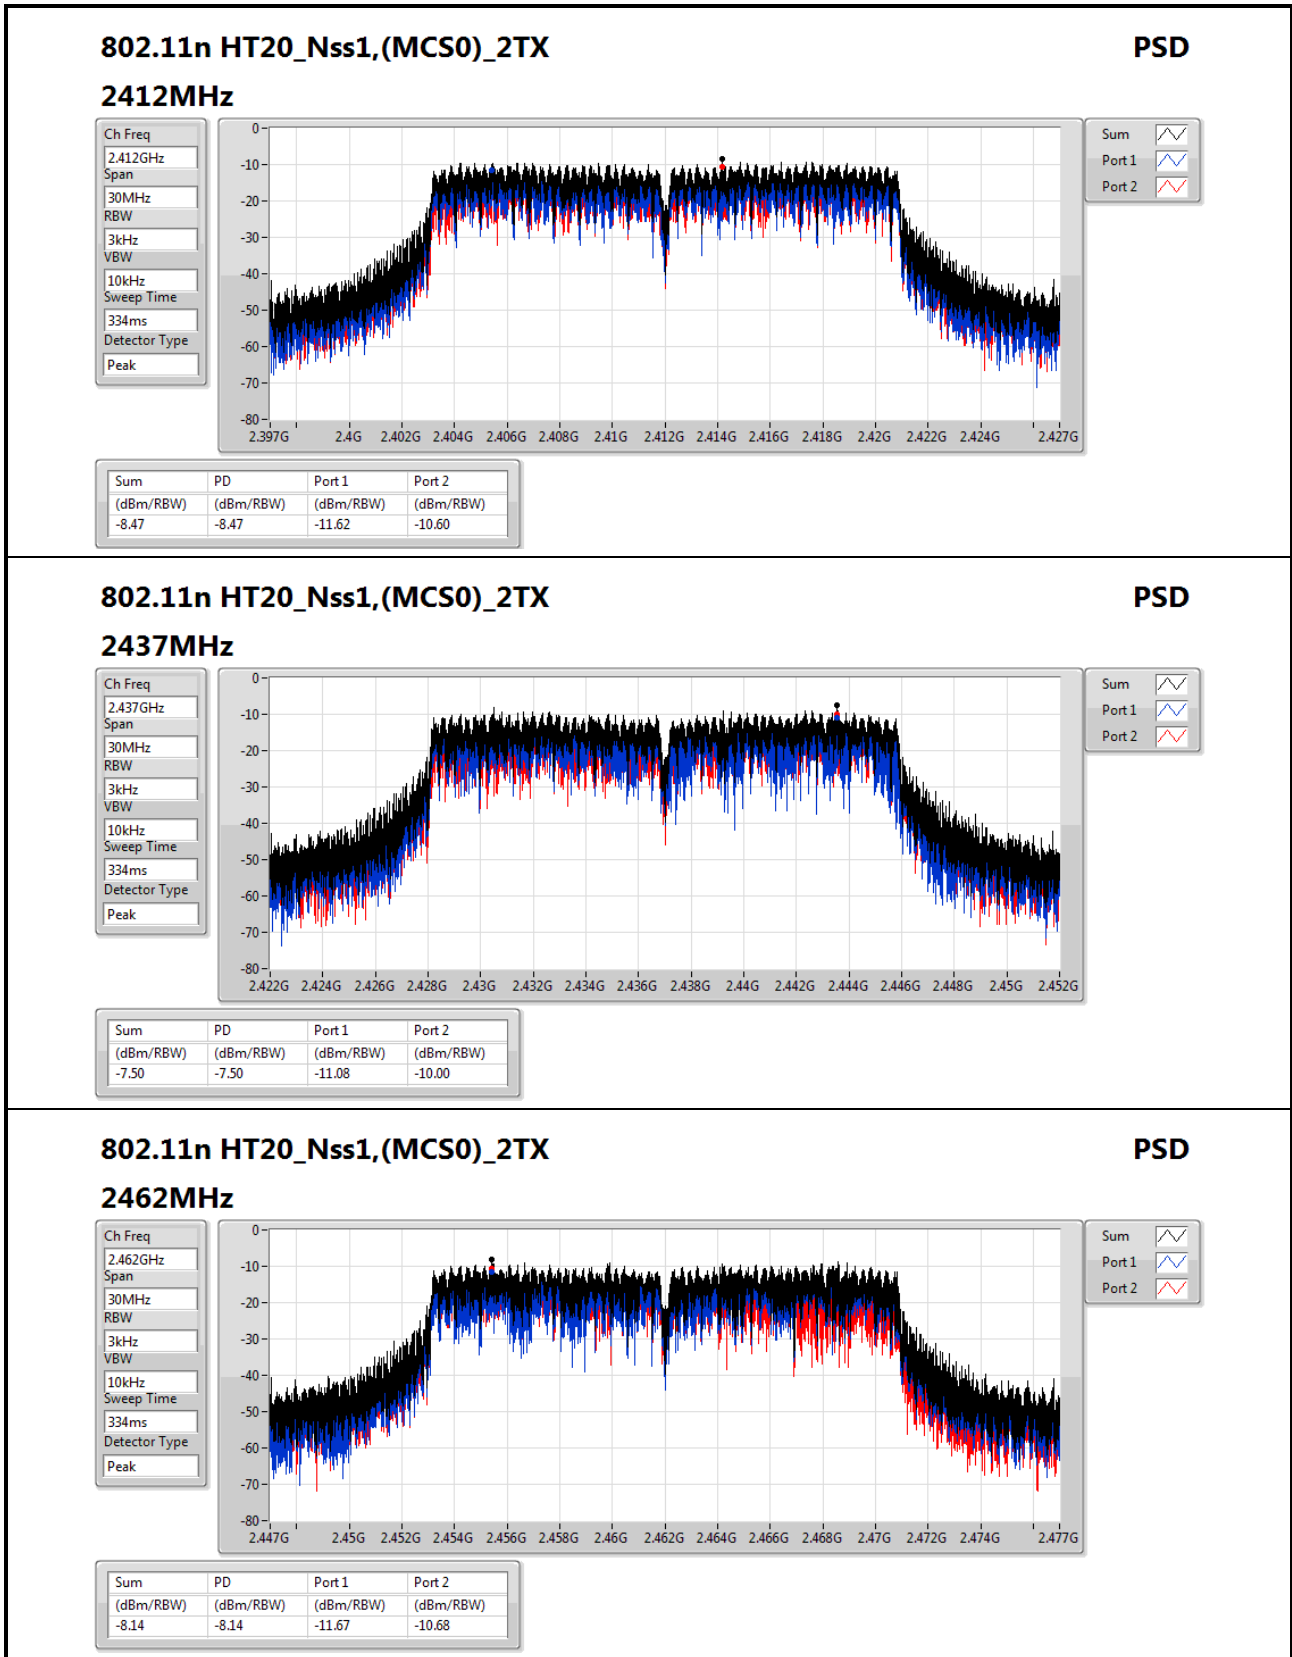 802.11n HT20_Nss1,(MCS0)_2TX PSD
2412MHz
Ch Freq
2.412GHz
Span
30MHz
RBW
3kHz
VBW
10kHz
Sweep Time
334ms
Detector Type
Peak
0
-10
-20
-30
-40
-50
-60
-70
-80
2.397G 2.4G 2.402G 2.404G 2.406G 2.408G 2.41G 2.412G 2.414G 2.416G 2.418G 2.42G 2.422G 2.424G 2.427G
Sum
Port 1
Port 2
Sum PD Port 1 Port 2
(dBm/RBW) (dBm/RBW) (dBm/RBW) (dBm/RBW)
-8.47 -8.47 -11.62 -10.60
802.11n HT20_Nss1,(MCS0)_2TX PSD
2437MHz
Ch Freq
2.437GHz
Span
30MHz
RBW
3kHz
VBW
10kHz
Sweep Time
334ms
Detector Type
Peak
0
-10
-20
-30
-40
-50
-60
-70
-80
2.422G 2.424G 2.426G 2.428G 2.43G 2.432G 2.434G 2.436G 2.438G 2.44G 2.442G 2.444G 2.446G 2.448G 2.45G 2.452G
Sum
Port 1
Port 2
Sum PD Port 1 Port 2
(dBm/RBW) (dBm/RBW) (dBm/RBW) (dBm/RBW)
-7.50 -7.50 -11.08 -10.00
802.11n HT20_Nss1,(MCS0)_2TX PSD
2462MHz
Ch Freq
2.462GHz
Span
30MHz
RBW
3kHz
VBW
10kHz
Sweep Time
334ms
Detector Type
Peak
0
-10
-20
-30
-40
-50
-60
-70
-80
2.447G 2.45G 2.452G 2.454G 2.456G 2.458G 2.46G 2.462G 2.464G 2.466G 2.468G 2.47G 2.472G 2.474G 2.477G
Sum
Port 1
Port 2
Sum PD Port 1 Port 2
(dBm/RBW) (dBm/RBW) (dBm/RBW) (dBm/RBW)
-8.14 -8.14 -11.67 -10.68